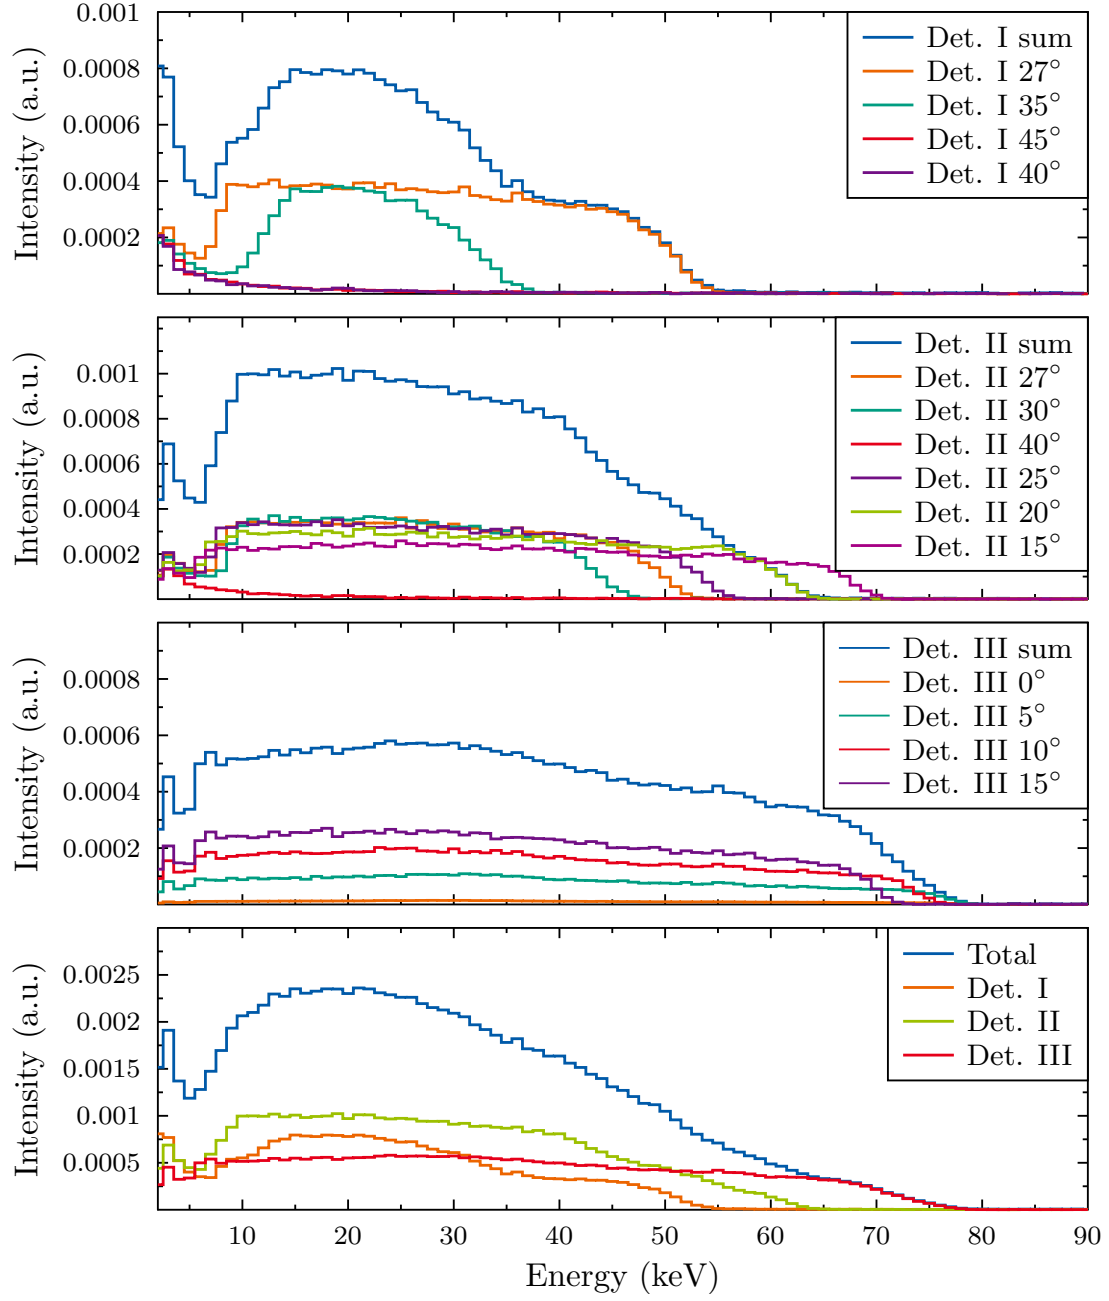 0.001
0.0008
0.0006
0.0004
0.0002
Intensity (a.u.)
Det. I sum
Det. I 27°
Det. I 35°
Det. I 45°
Det. I 40°
0.001
0.0008
0.0006
0.0004
0.0002
Intensity (a.u.)
Det. II sum
Det. II 27°
Det. II 30°
Det. II 40°
Det. II 25°
Det. II 20°
Det. II 15°
0.0008
0.0006
0.0004
0.0002
Intensity (a.u.)
Det. III sum
Det. III 0°
Det. III 5°
Det. III 10°
Det. III 15°
0.0025
0.002
0.0015
0.001
0.0005
Intensity (a.u.)
Total
Det. I
Det. II
Det. III
10 20 30 40 50 60 70 80 90
Energy (keV)